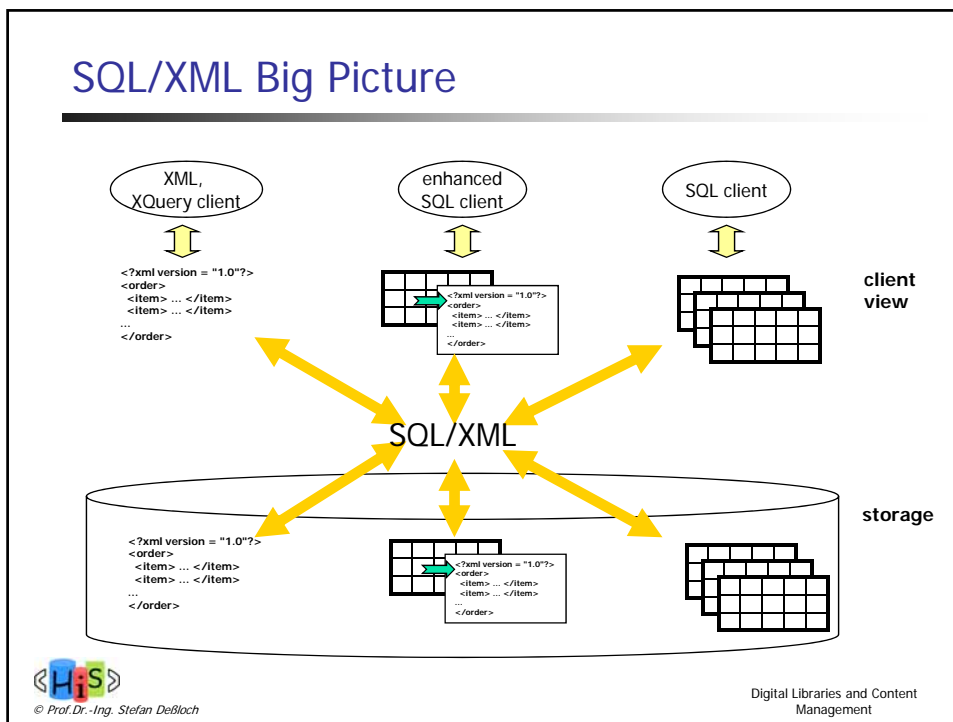 SQL/XML Big Picture
XML,
XQuery client
enhanced
SQL client
SQL client
<?xml version = "1.0"?>
<order>
<item> ... </item>
<item> ... </item>
...
</order>
<?xml version = "1.0"?>
<order>
<item> ... </item>
<item> ... </item>
...
</order>
client
view
SQL/XML
storage
<?xml version = "1.0"?>
<order>
<item> ... </item>
<item> ... </item>
...
</order>
<?xml version = "1.0"?>
<order>
<item> ... </item>
<item> ... </item>
...
</order>
<HiS>
© Prof.Dr.-Ing. Stefan Deßloch
Digital Libraries and Content
Management